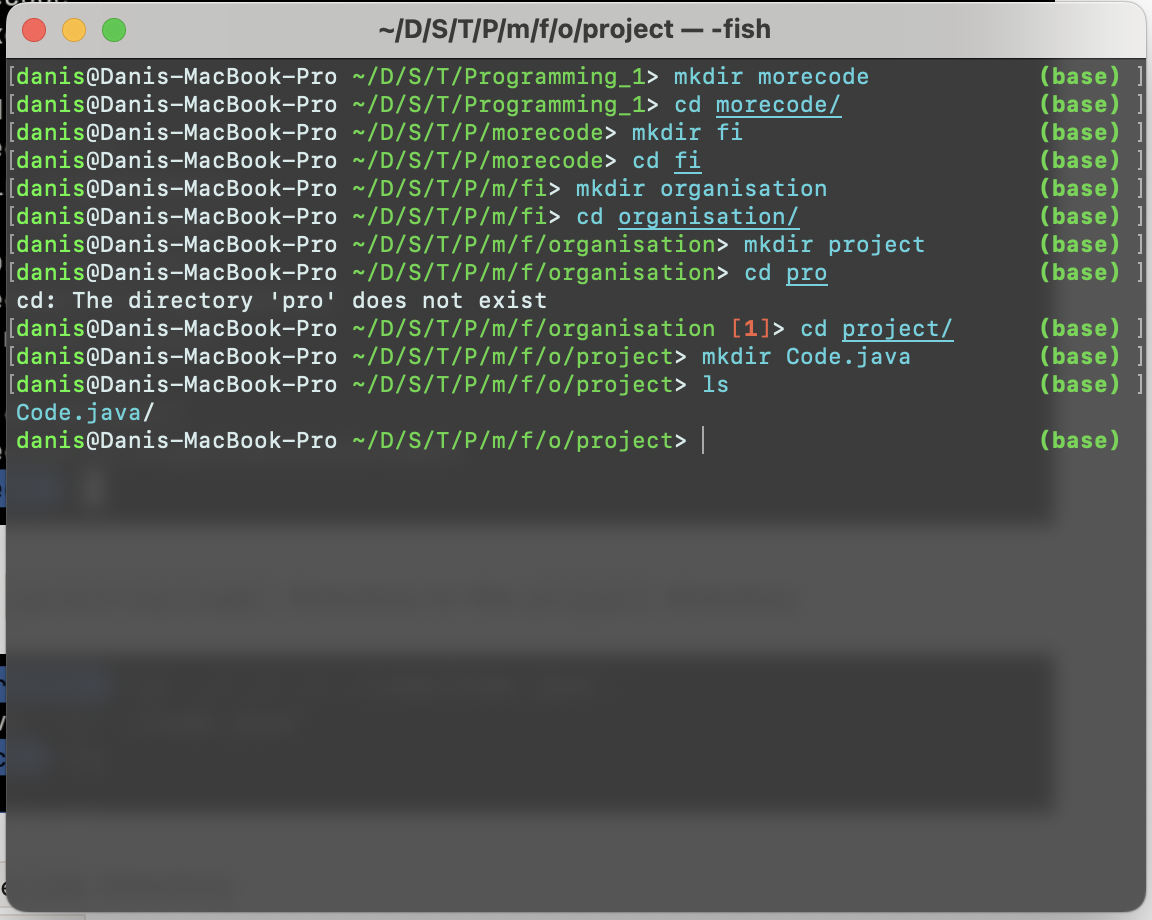 ~/D/S/T/P/m/f/o/project — -fish
[danis@Danis-MacBook-Pro ~/D/S/T/Programming_1> mkdir morecode (base) ]
[danis@Danis-MacBook-Pro ~/D/S/T/Programming_1> cd morecode/ (base) ]
[danis@Danis-MacBook-Pro ~/D/S/T/P/morecode> mkdir fi (base) ]
[danis@Danis-MacBook-Pro ~/D/S/T/P/morecode> cd fi (base) ]
[danis@Danis-MacBook-Pro ~/D/S/T/P/m/fi> mkdir organisation (base) ]
[danis@Danis-MacBook-Pro ~/D/S/T/P/m/fi> cd organisation/ (base) ]
[danis@Danis-MacBook-Pro ~/D/S/T/P/m/f/organisation> mkdir project (base) ]
[danis@Danis-MacBook-Pro ~/D/S/T/P/m/f/organisation> cd pro (base) ]
cd: The directory 'pro' does not exist
[danis@Danis-MacBook-Pro ~/D/S/T/P/m/f/organisation [1]> cd project/ (base) ]
[danis@Danis-MacBook-Pro ~/D/S/T/P/m/f/o/project> mkdir Code.java (base) ]
[danis@Danis-MacBook-Pro ~/D/S/T/P/m/f/o/project> ls (base) ]
Code.java/
danis@Danis-MacBook-Pro ~/D/S/T/P/m/f/o/project> (base)